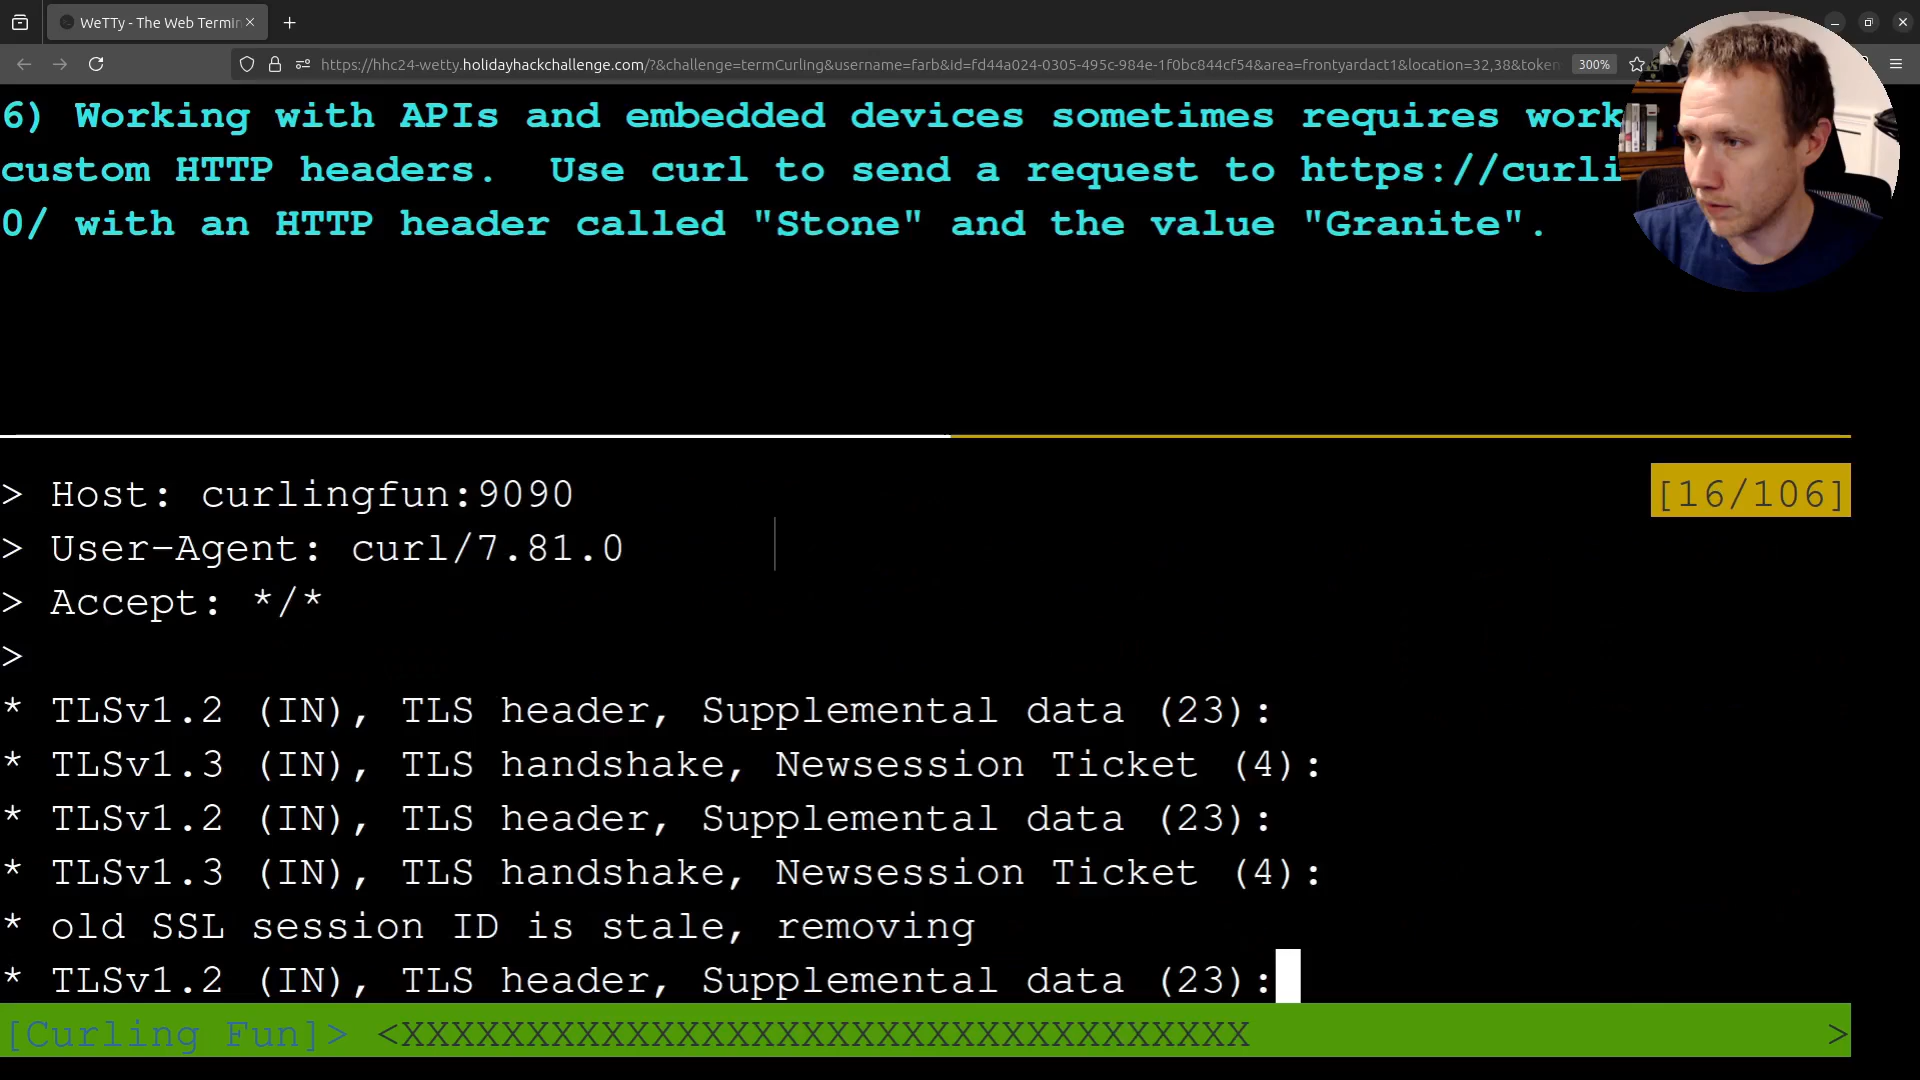 WeTTy - The Web Termin
https://hhc24-wetty.holidayhackchallenge.com/?&challenge=termCurling&username=farb&id=fd44a024-0305-495c-984e-1f0bc844cf54&area=frontyardact1&location=32,38&token
300%
6) Working with APIs and embedded devices sometimes requires work
custom HTTP headers.  Use curl to send a request to https://curli
0/ with an HTTP header called "Stone" and the value "Granite".
> Host: curlingfun:9090
[16/106]
> User-Agent: curl/7.81.0
> Accept: */*
>
* TLSv1.2 (IN), TLS header, Supplemental data (23):
* TLSv1.3 (IN), TLS handshake, Newsession Ticket (4):
* TLSv1.2 (IN), TLS header, Supplemental data (23):
* TLSv1.3 (IN), TLS handshake, Newsession Ticket (4):
* old SSL session ID is stale, removing
* TLSv1.2 (IN), TLS header, Supplemental data (23):
[Curling Fun]> <XXXXXXXXXXXXXXXXXXXXXXXXXXXXXXXXXX >